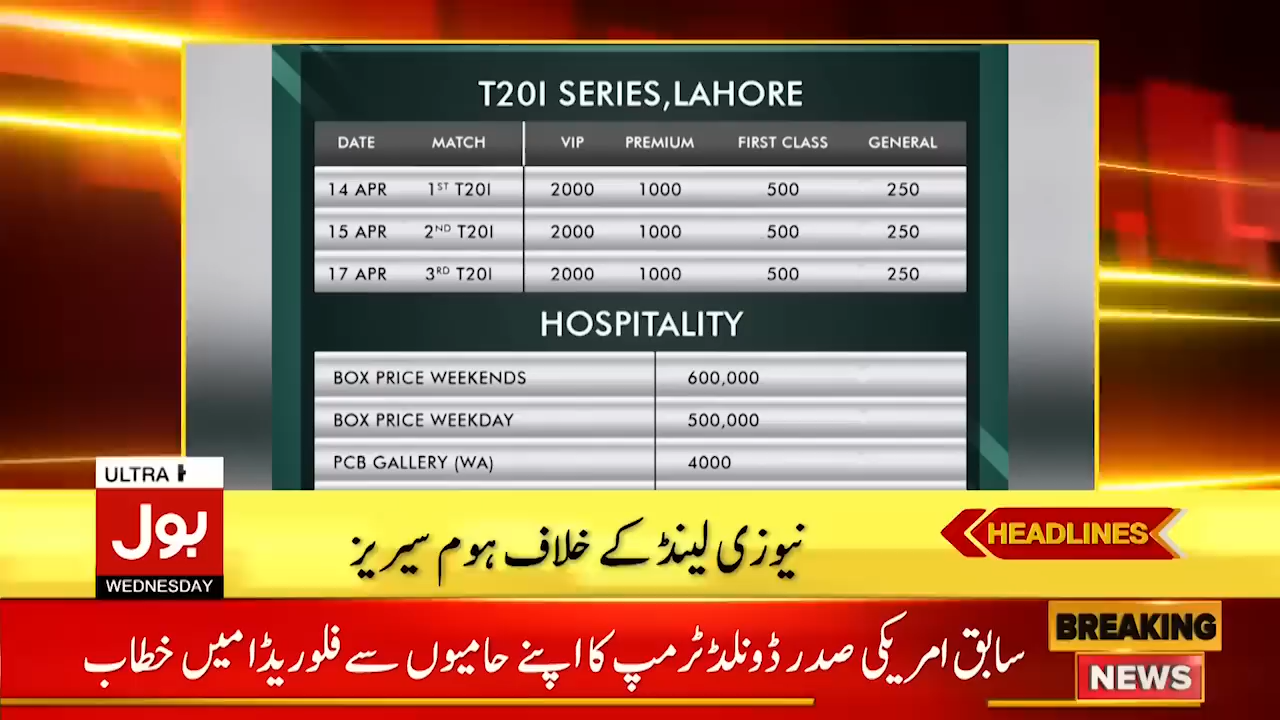 T20I SERIES,LAHORE
DATE MATCH VIP PREMIUM FIRST CLASS GENERAL
14 APR 1ST T20I 2000 1000 500 250
15 APR 2ND T20I 2000 1000 500 250
17 APR 3RD T20I 2000 1000 500 250
HOSPITALITY
BOX PRICE WEEKENDS 600,000
BOX PRICE WEEKDAY 500,000
PCB GALLERY (WA) 4000
ULTRA
بول
WEDNESDAY
نیوزی لینڈ کے خلاف ہوم سیریز
HEADLINES
سابق امریکی صدر ڈونلڈ ٹرمپ کا اپنے حامیوں سے فلوریڈا میں خطاب
BREAKING
NEWS